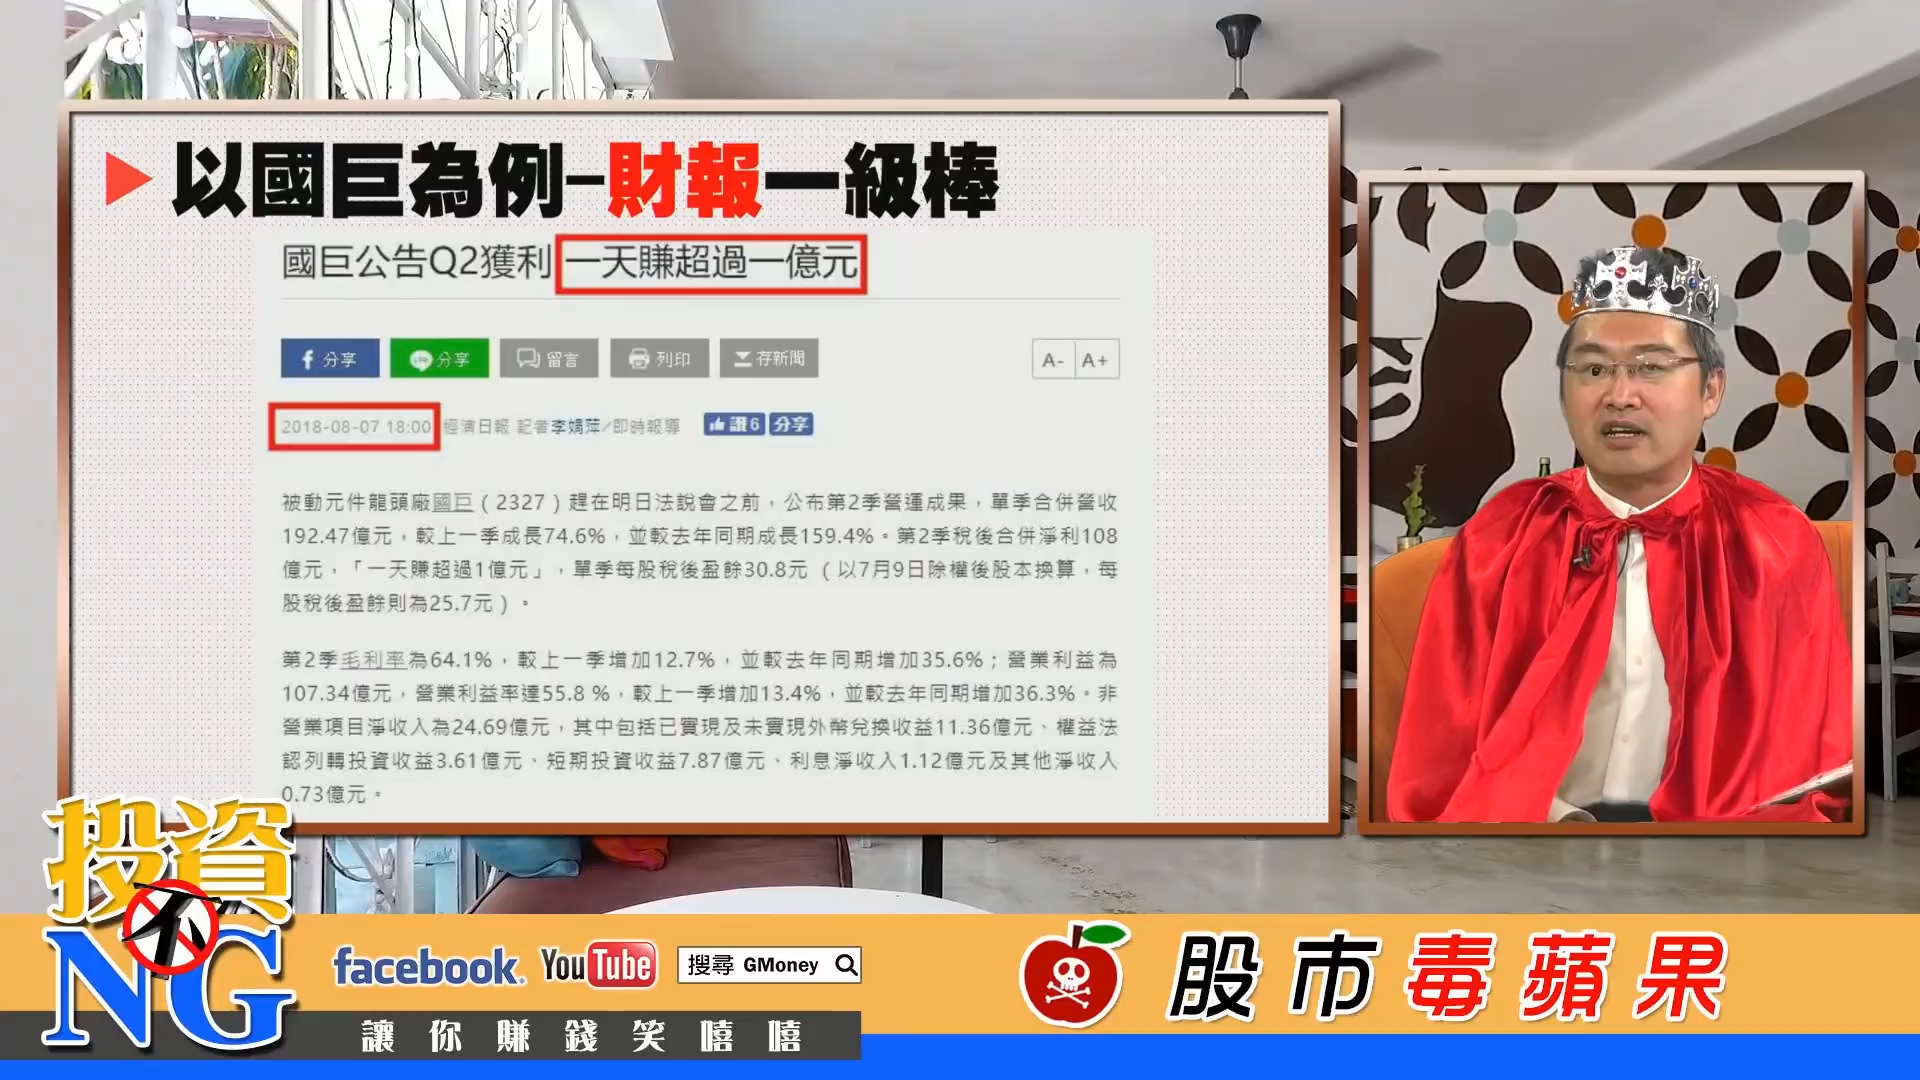 以國巨為例-財報一級棒
國巨公告Q2獲利 一天賺超過一億元
分享 分享 留言 列印 存新聞 A- A+
2018-08-07 18:00 經濟日報 記者李娟萍╱即時報導 讚 6 分享
被動元件龍頭廠國巨（2327）趕在明日法說會之前，公布第2季營運成果，單季合併營收
192.47億元，較上一季成長74.6%，並較去年同期成長159.4%。第2季稅後合併淨利108
億元，「一天賺超過1億元」，單季每股稅後盈餘30.8元（以7月9日除權後股本換算，每
股稅後盈餘則為25.7元）。
第2季毛利率為64.1%，較上一季增加12.7%，並較去年同期增加35.6%；營業利益為
107.34億元，營業利益率達55.8 %，較上一季增加13.4%，並較去年同期增加36.3%。非
營業項目淨收入為24.69億元，其中包括已實現及未實現外幣兌換收益11.36億元、權益法
認列轉投資收益3.61億元、短期投資收益7.87億元、利息淨收入1.12億元及其他淨收入
0.73億元。
投資
不
NG
facebook. YouTube 搜尋 GMoney
股市毒蘋果
讓你賺錢笑嘻嘻